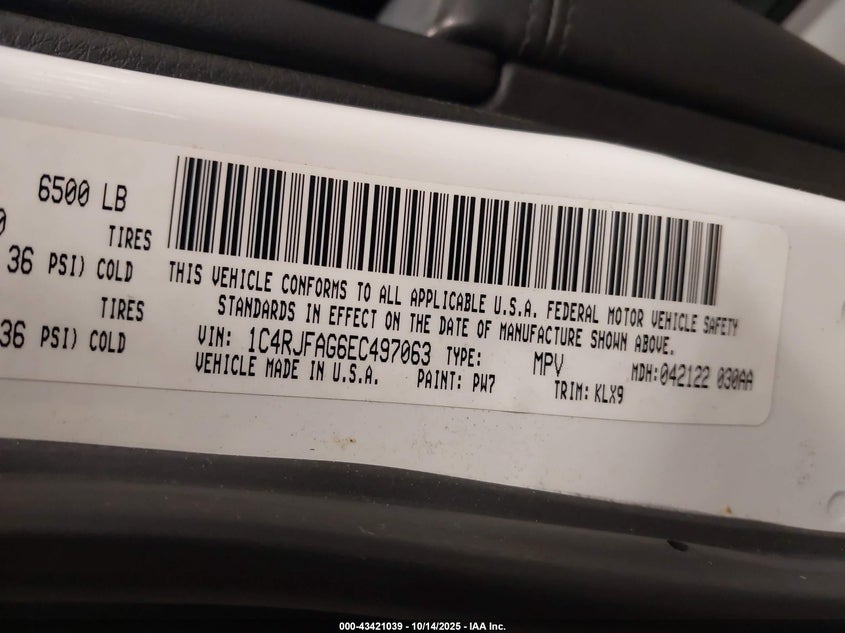 6500 LB
TIRES
36 PSI) COLD
TIRES
36 PSI) COLD
THIS VEHICLE CONFORMS TO ALL APPLICABLE U.S.A. FEDERAL MOTOR VEHICLE SAFETY
STANDARDS IN EFFECT ON THE DATE OF MANUFACTURE SHOWN ABOVE.
VIN: 1C4RJFAG6EC497063 TYPE: MPV MDH:042122 030AA
VEHICLE MADE IN U.S.A. PAINT: PW7 TRIM: KLX9
000-43421039 | 10/14/2025 - IAA Inc.